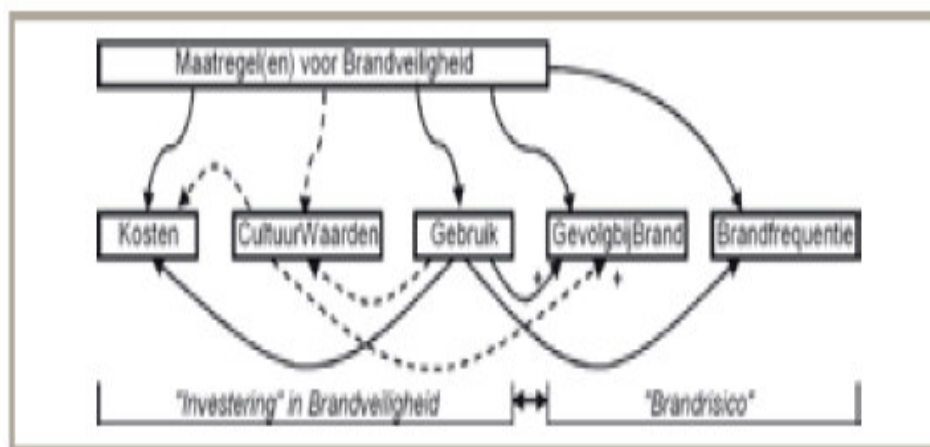 Maatregel(en) voor Brandveiligheid
Kosten CultuurWaarden Gebruik GevolgbijBrand Brandfrequentie
+ +
"Investering" in Brandveiligheid "Brandrisico"